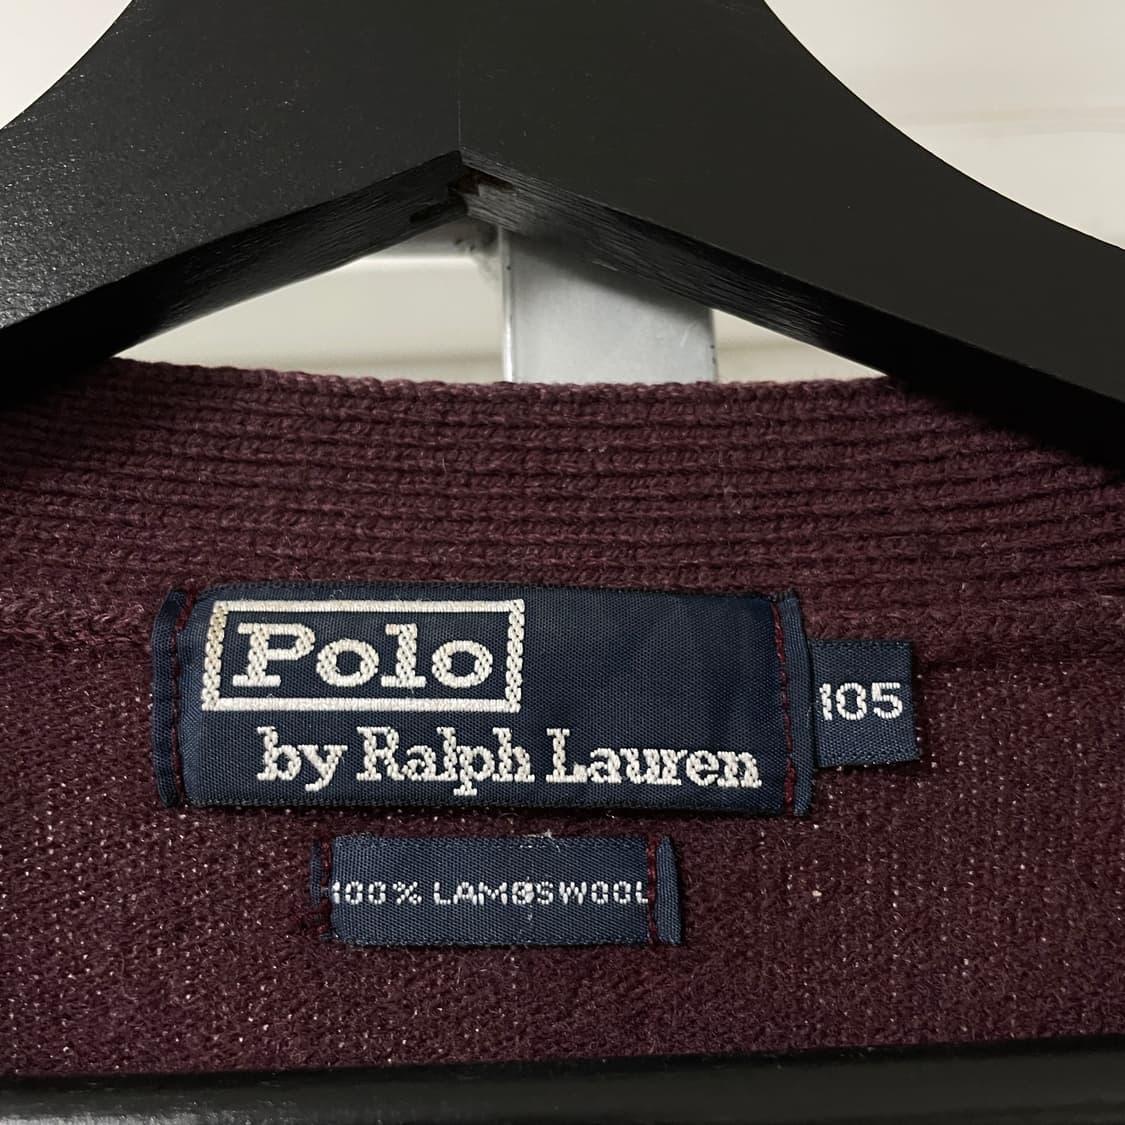 Polo
by Ralph Lauren
105
100% LAMBSWOOL